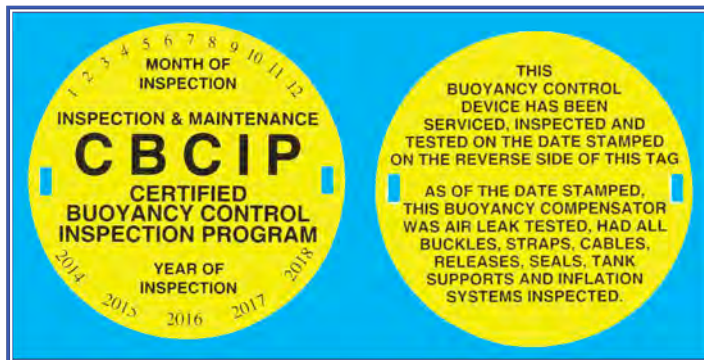 1 2 3 4 5 6 7 8 9 10 11 12
MONTH OF
INSPECTION
INSPECTION & MAINTENANCE
CBCIP
CERTIFIED
BUOYANCY CONTROL
INSPECTION PROGRAM
YEAR OF
INSPECTION
2014 2015 2016 2017 2018
THIS
BUOYANCY CONTROL
DEVICE HAS BEEN
SERVICED, INSPECTED AND
TESTED ON THE DATE STAMPED
ON THE REVERSE SIDE OF THIS TAG
AS OF THE DATE STAMPED,
THIS BUOYANCY COMPENSATOR
WAS AIR LEAK TESTED, HAD ALL
BUCKLES, STRAPS, CABLES,
RELEASES, SEALS, TANK
SUPPORTS AND INFLATION
SYSTEMS INSPECTED.